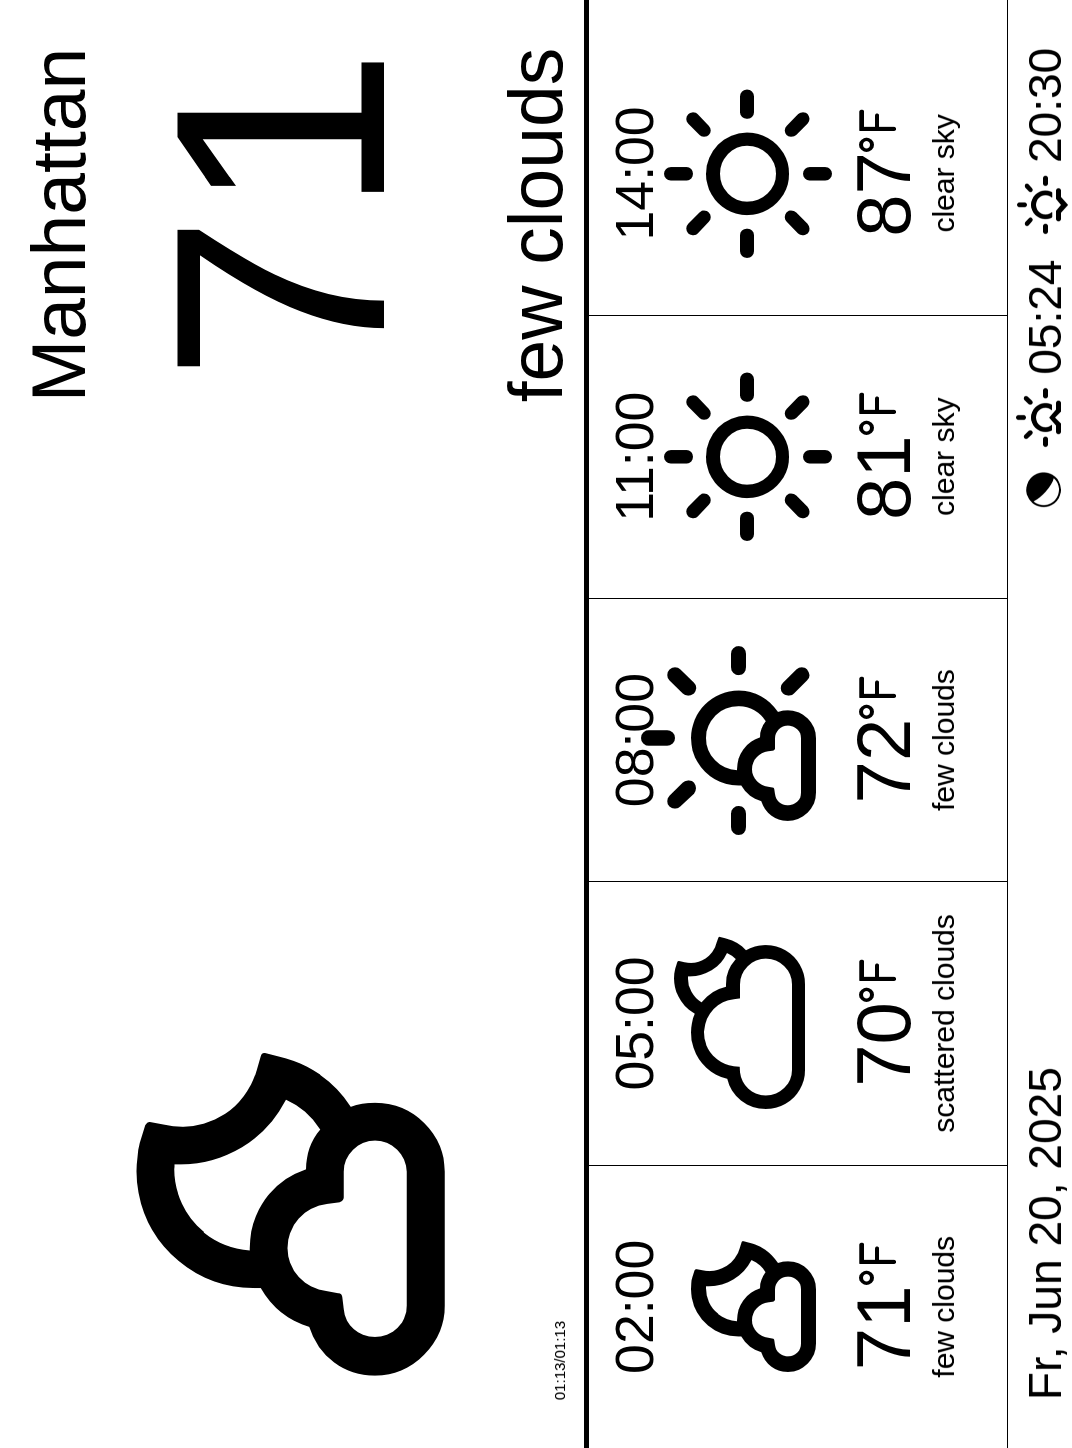 Manhattan
71
few clouds
01:13/01:13
02:00 05:00 08:00 11:00 14:00
71°F 70°F 72°F 81°F 87°F
few clouds scattered clouds few clouds clear sky clear sky
Fr, Jun 20, 2025 05:24 20:30